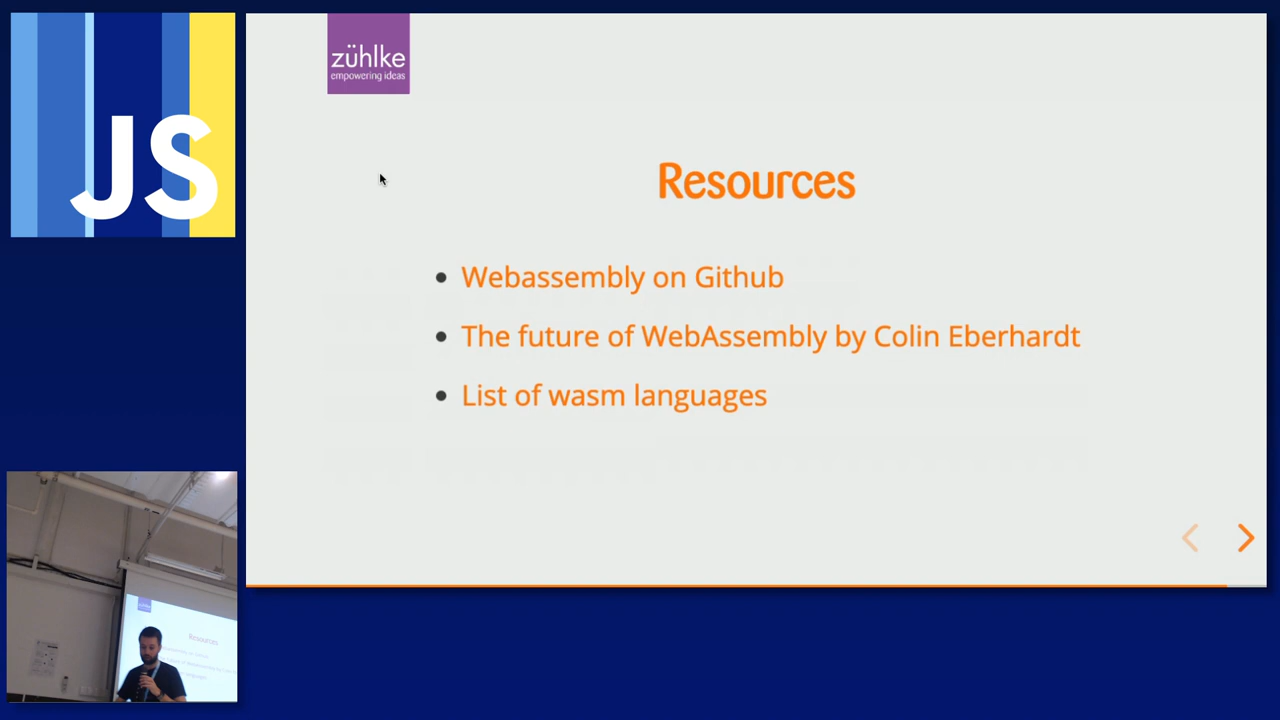 JS
zühlke
empowering ideas
Resources
Webassembly on Github
The future of WebAssembly by Colin Eberhardt
List of wasm languages
Resources